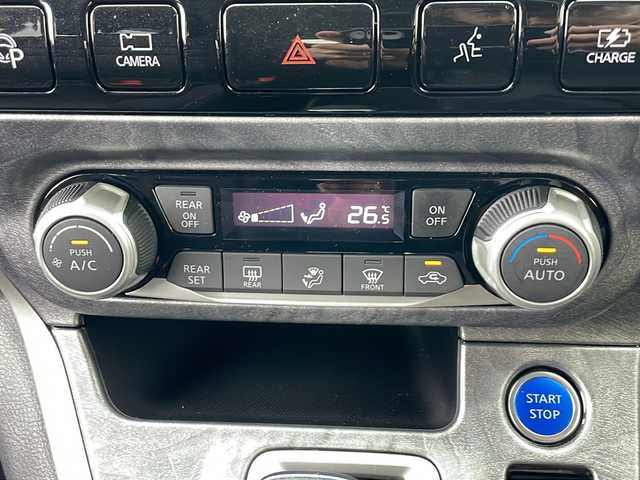 P
CAMERA
CHARGE
REAR
ON
OFF
26.5
°C
ON
OFF
PUSH
A/C
REAR
SET
REAR
FRONT
PUSH
AUTO
START
STOP